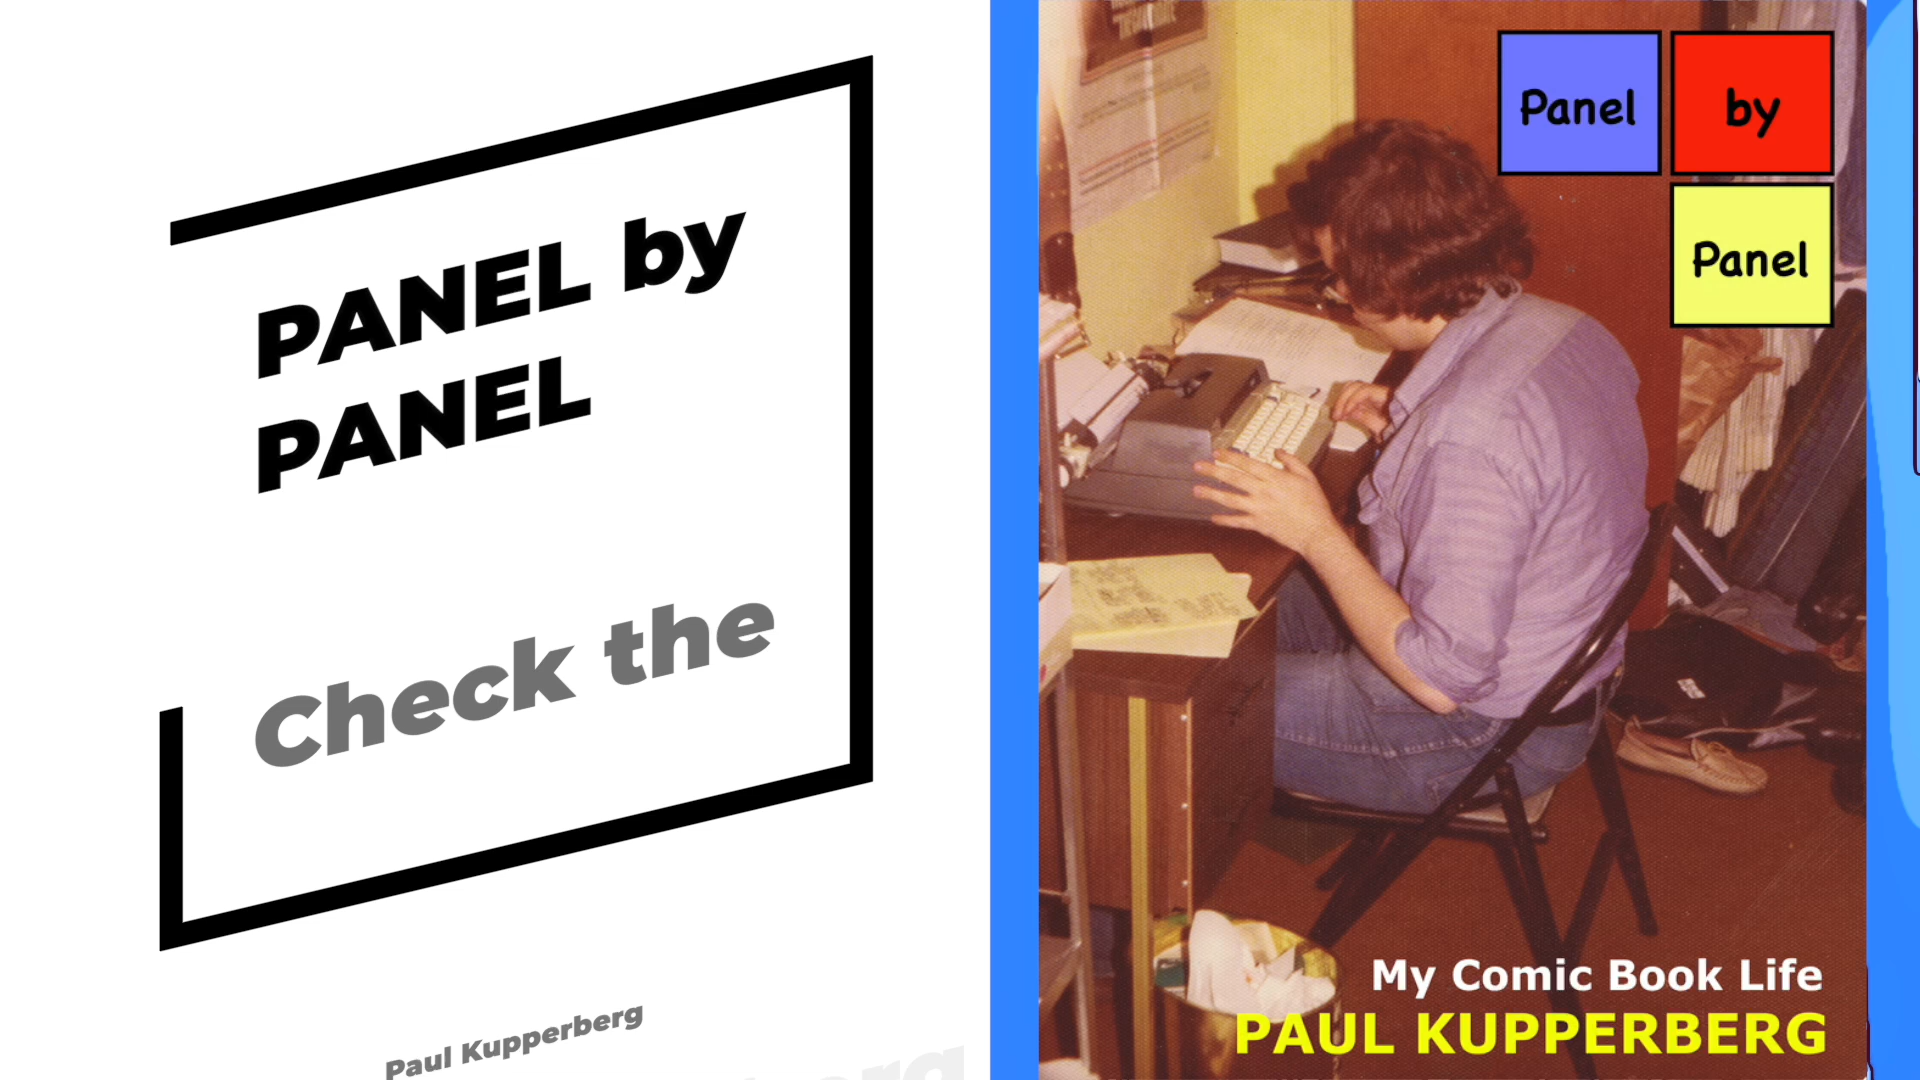 PANEL by
PANEL
Check the
Paul Kupperberg
Panel
by
Panel
My Comic Book Life
PAUL KUPPERBERG